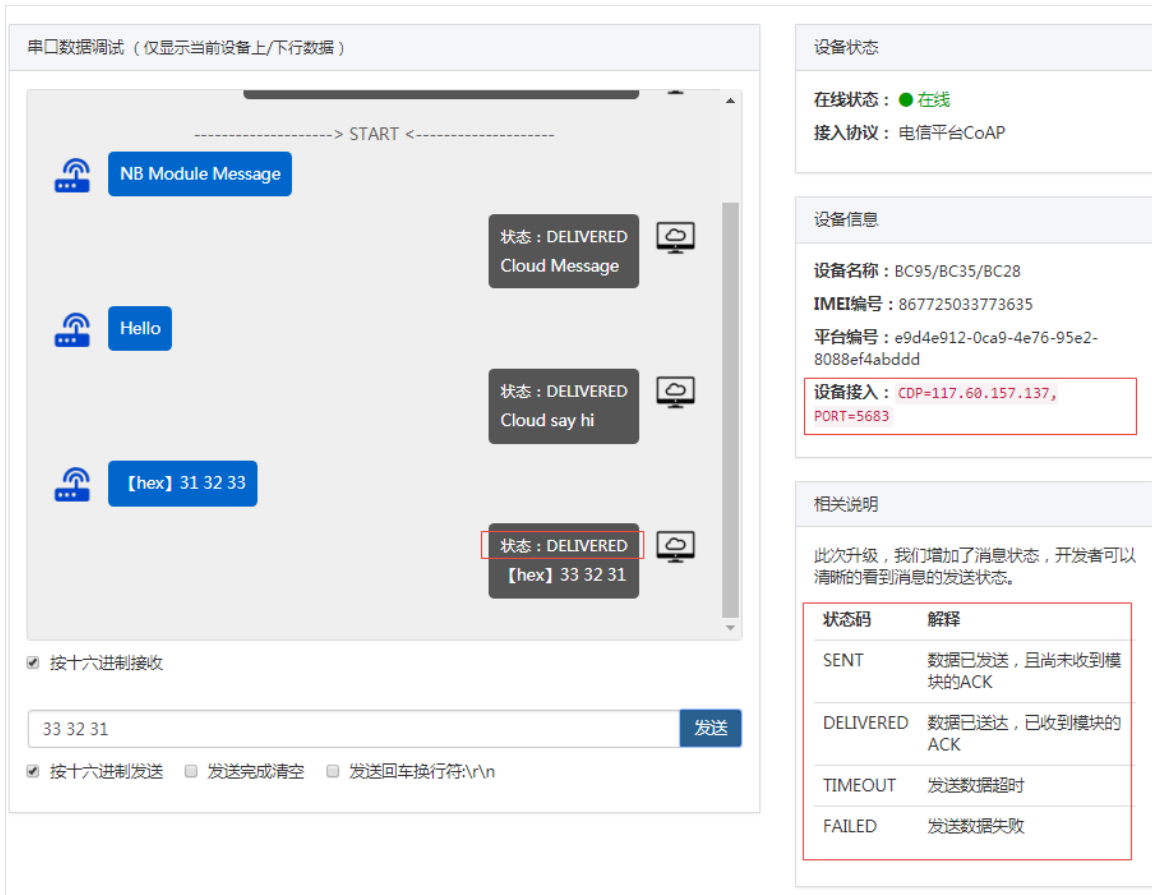 串口数据调试（仅显示当前设备上/下行数据）
--------------------> START <--------------------
NB Module Message
状态：DELIVERED
Cloud Message
Hello
状态：DELIVERED
Cloud say hi
【hex】31 32 33
状态：DELIVERED
【hex】33 32 31
按十六进制接收
33 32 31
发送
按十六进制发送
发送完成清空
发送回车换行符:\r\n
设备状态
在线状态：在线
接入协议：电信平台CoAP
设备信息
设备名称：BC95/BC35/BC28
IMEI编号：867725033773635
平台编号：e9d4e912-0ca9-4e76-95e2-
8088ef4abddd
设备接入：CDP=117.60.157.137,
PORT=5683
相关说明
此次升级，我们增加了消息状态，开发者可以
清晰的看到消息的发送状态。
状态码 解释
SENT 数据已发送，且尚未收到模
块的ACK
DELIVERED 数据已送达，已收到模块的
ACK
TIMEOUT 发送数据超时
FAILED 发送数据失败